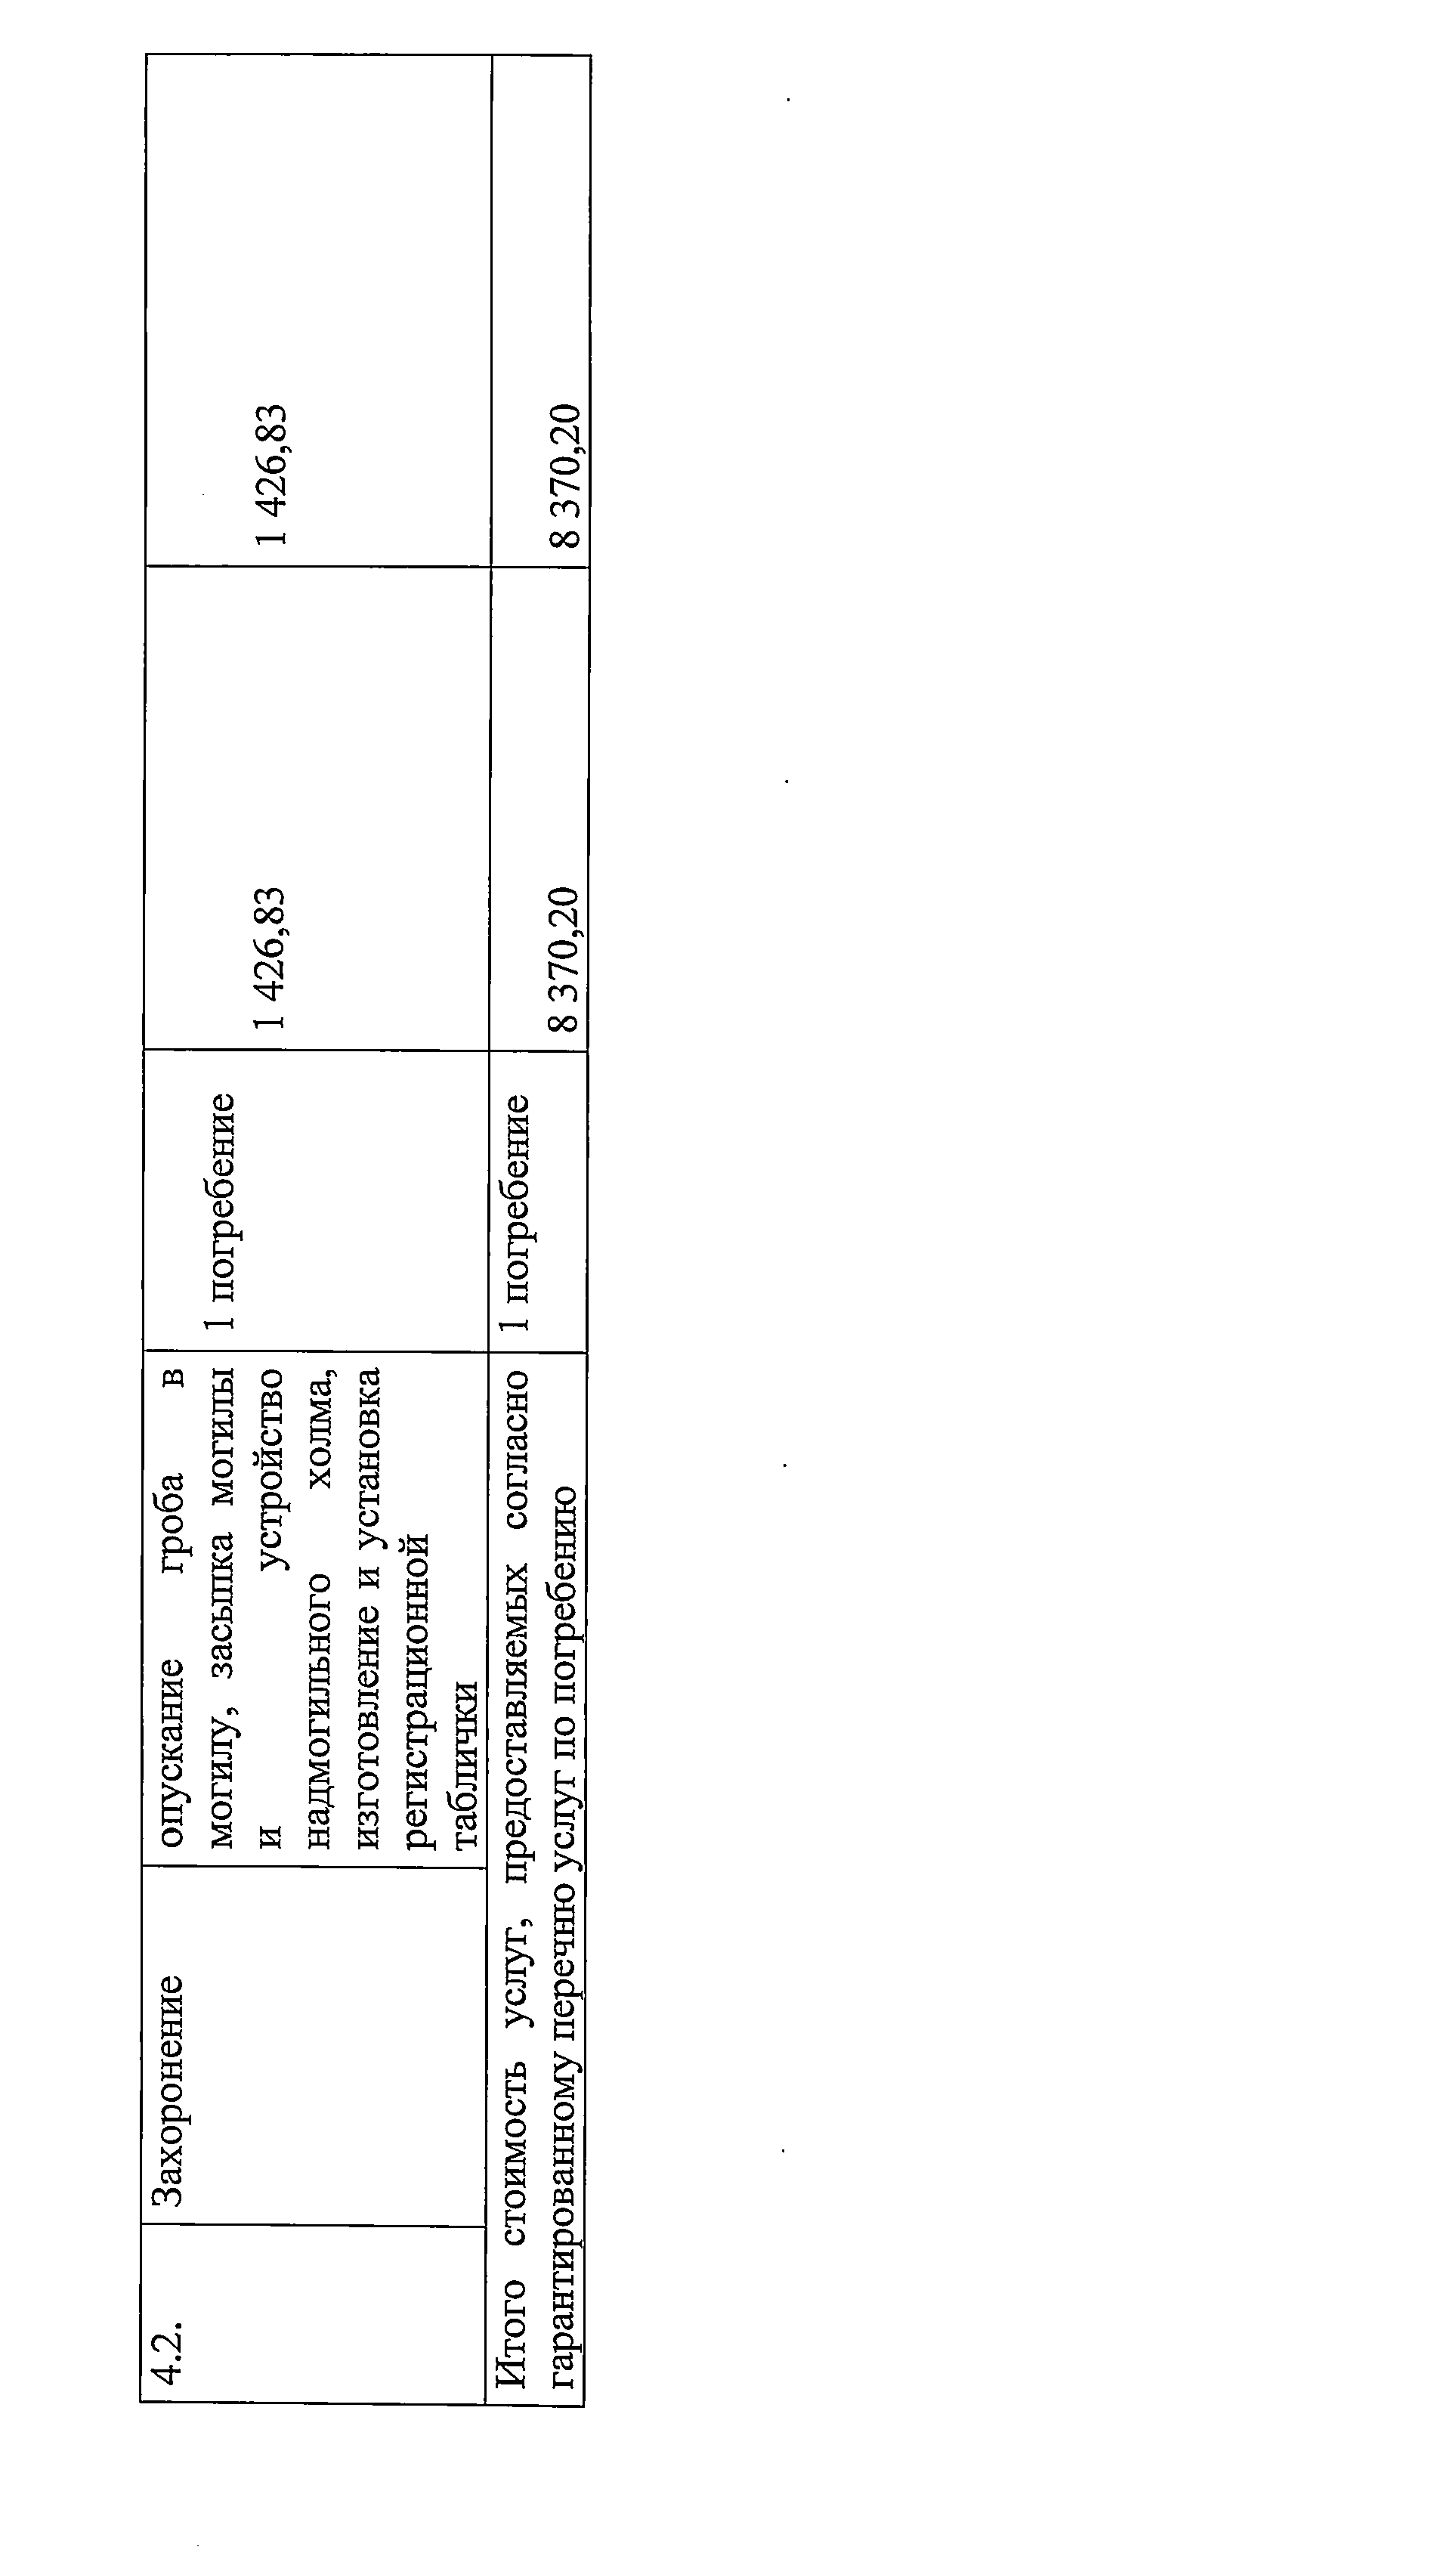 4.2.
Захоронение
опускание гроба в
могилу, засыпка могилы
и устройство
надмогильного холма,
изготовление и установка
регистрационной
таблички
1 погребение
1 426,83
1 426,83
Итого стоимость услуг, предоставляемых согласно
гарантированному перечню услуг по погребению
1 погребение
8 370,20
8 370,20